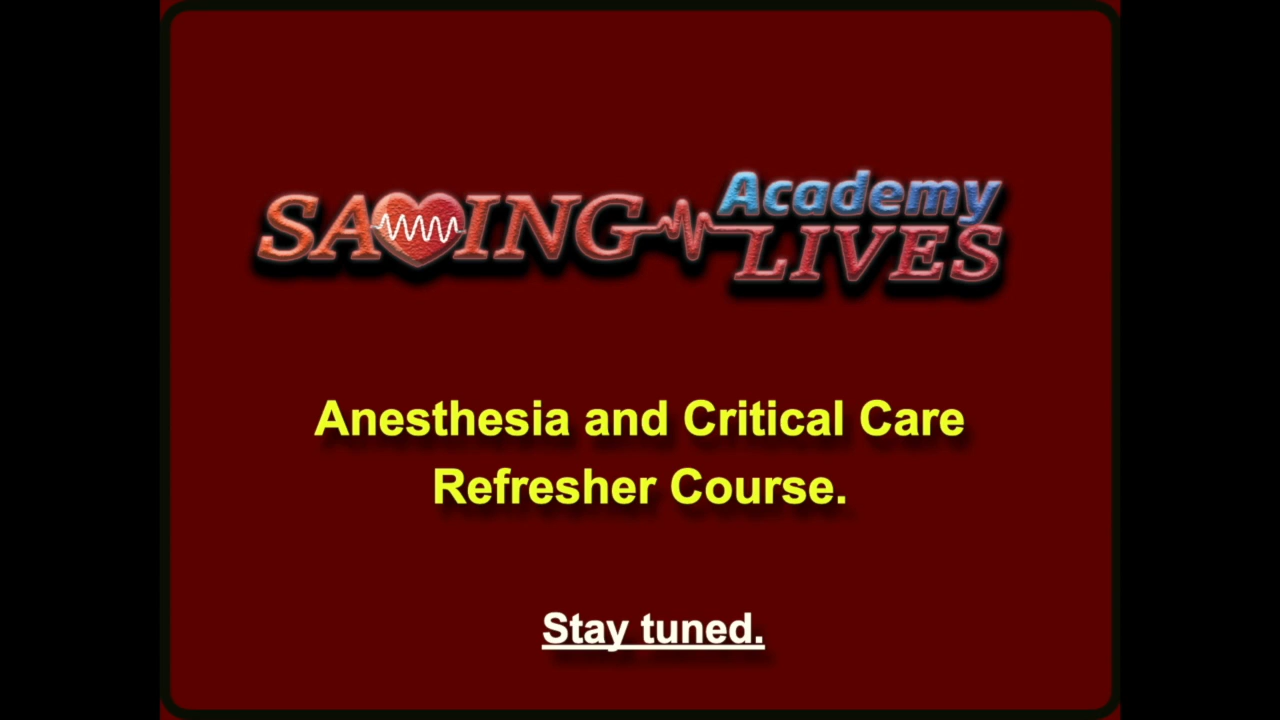 SAVING Academy
LIVES
Anesthesia and Critical Care
Refresher Course.
Stay tuned.